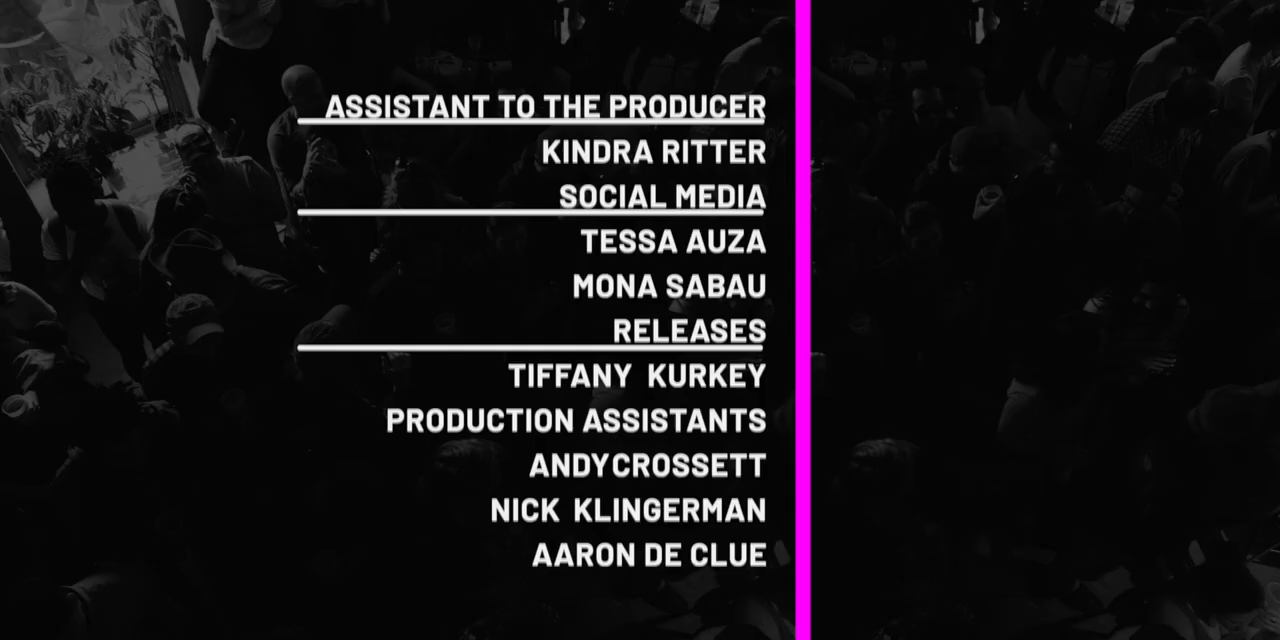 ASSISTANT TO THE PRODUCER
KINDRA RITTER
SOCIAL MEDIA
TESSA AUZA
MONA SABAU
RELEASES
TIFFANY KURKEY
PRODUCTION ASSISTANTS
ANDYCROSSETT
NICK KLINGERMAN
AARON DE CLUE